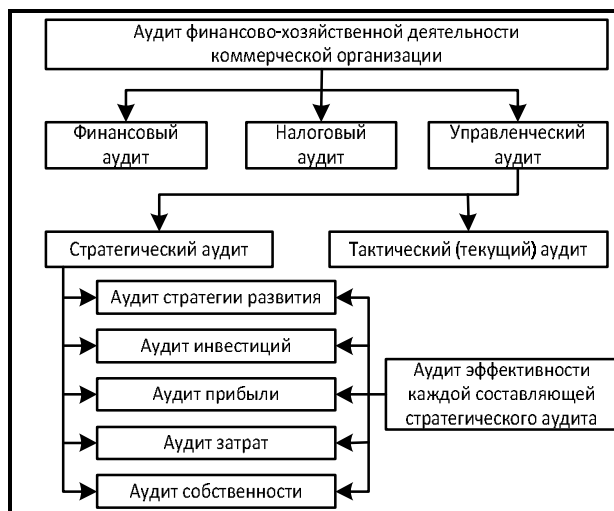 Аудит финансово-хозяйственной деятельности
коммерческой организации
Финансовый
аудит
Налоговый
аудит
Управленческий
аудит
Стратегический аудит
Тактический (текущий) аудит
Аудит стратегии развития
Аудит инвестиций
Аудит прибыли
Аудит затрат
Аудит собственности
Аудит эффективности
каждой составляющей
стратегического аудита